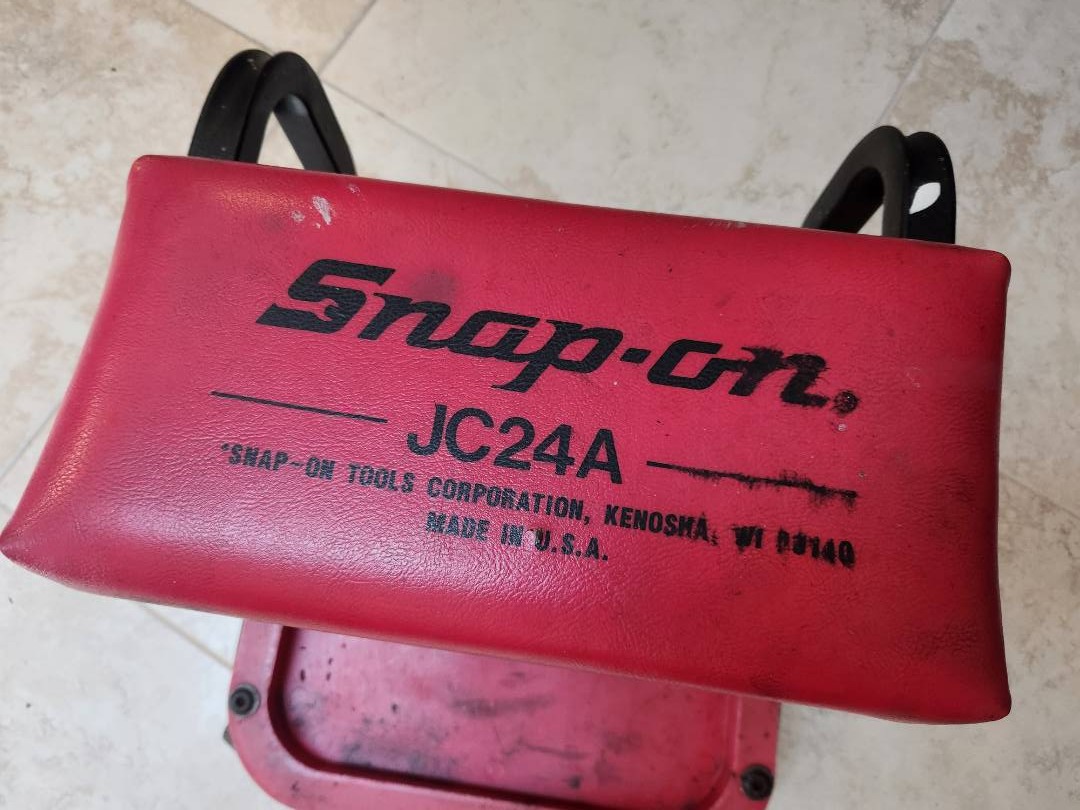 Snap-on.
JC24A
*SNAP-ON TOOLS CORPORATION, KENOSHA, WI
MADE IN U.S.A.